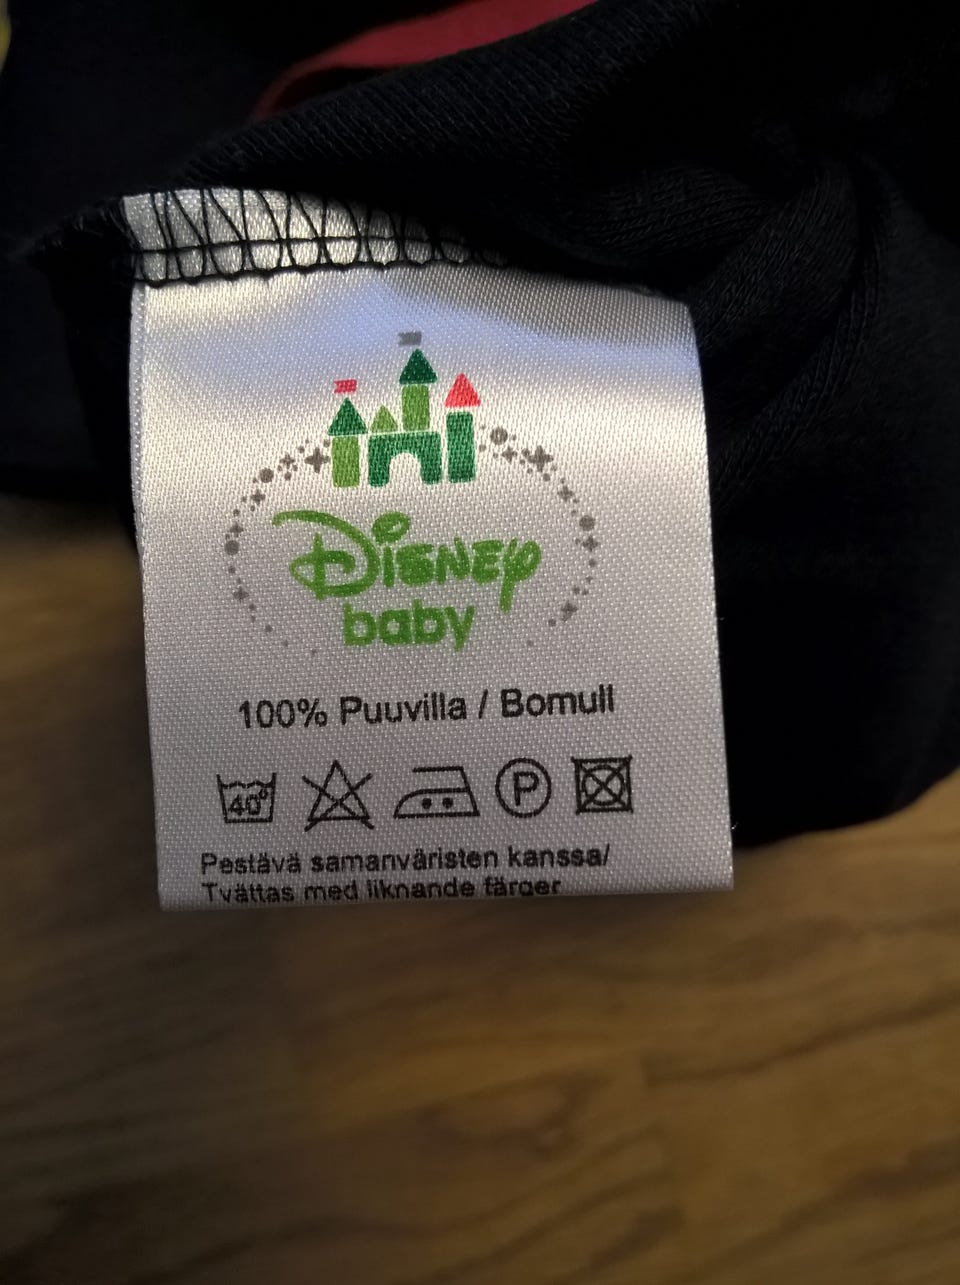 Disney
baby
100% Puuvilla / Bomull
40° P
Pestävä samanväristen kanssa/
Tvättas med liknande färger